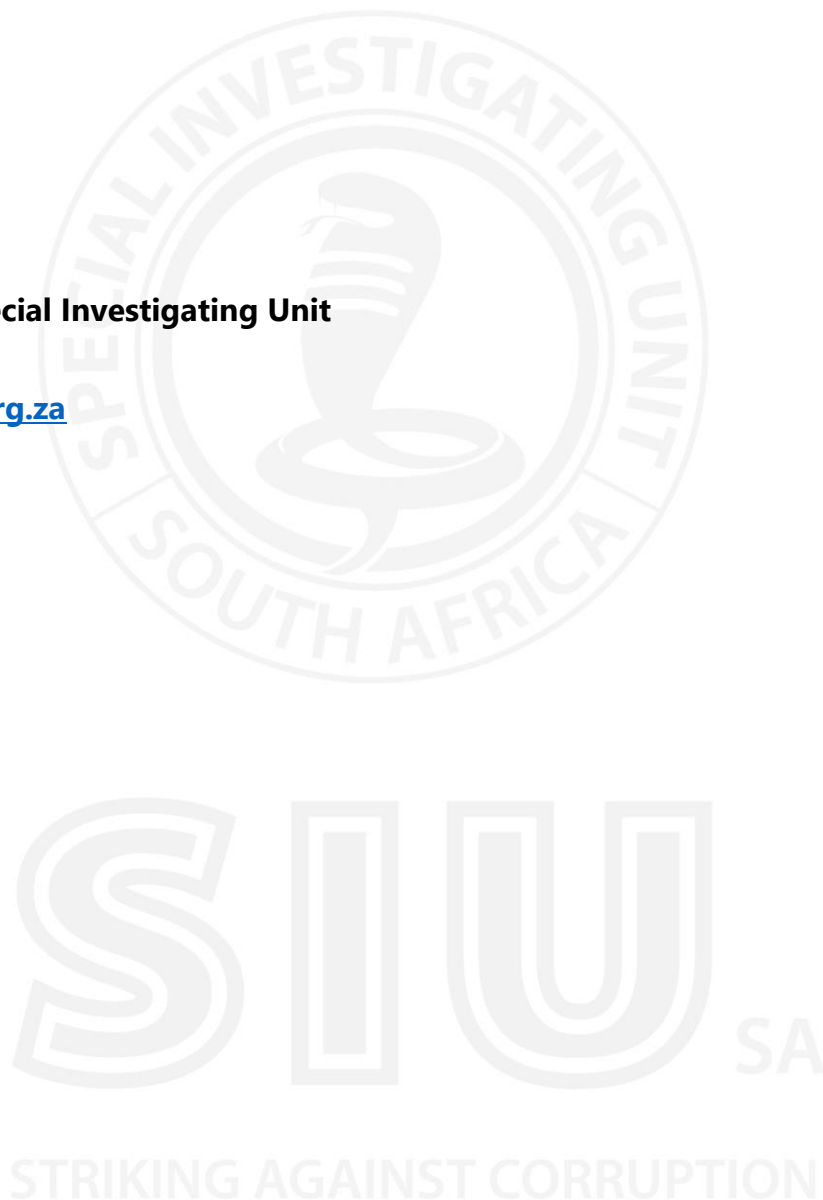 SPECIAL INVESTIGATING UNIT
SOUTH AFRICA
cial Investigating Unit
rg.za
SIU SA
STRIKING AGAINST CORRUPTION